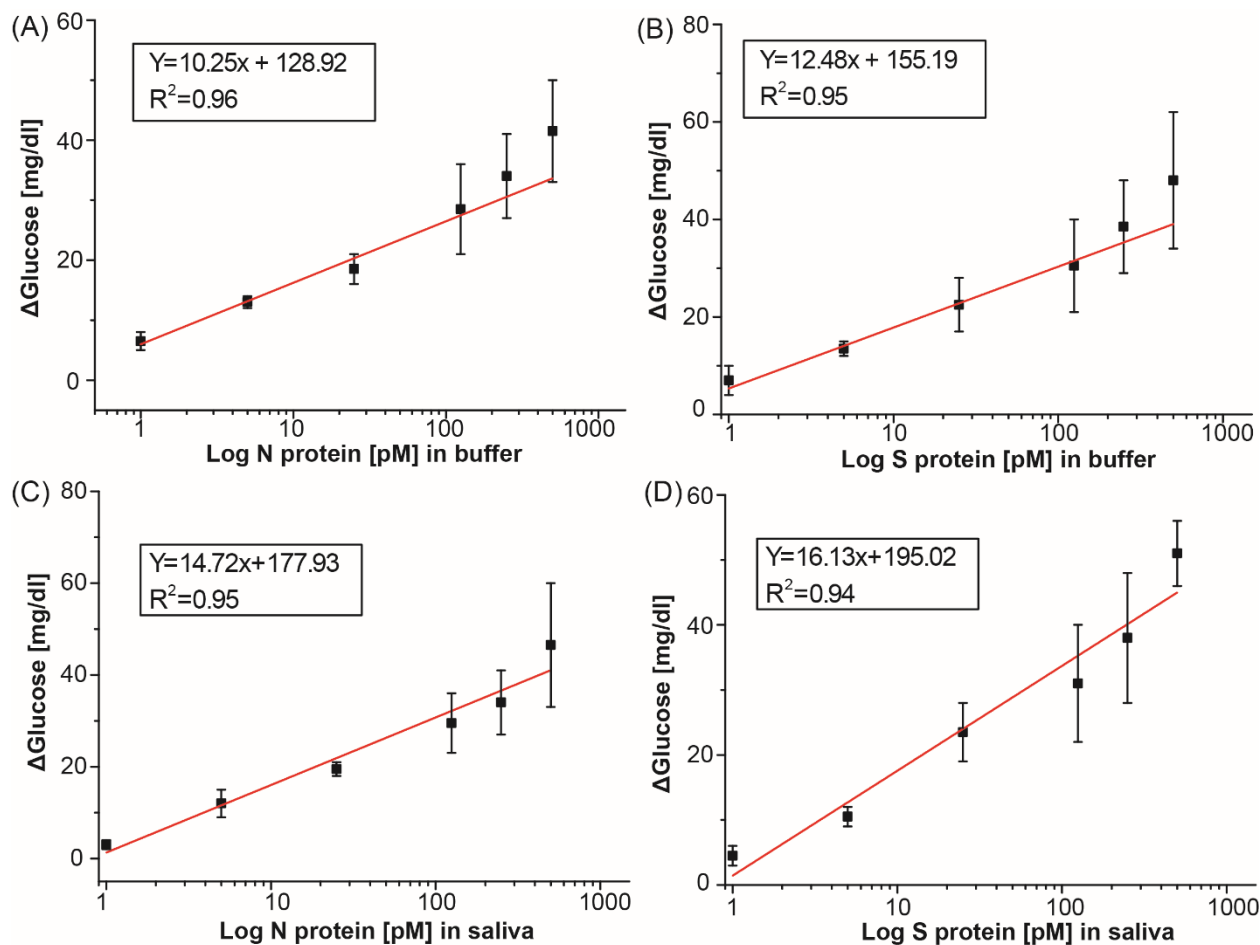 (A)
60
40
20
0
ΔGlucose [mg/dl]
Y=10.25x + 128.92
R²=0.96
1 10 100 1000
Log N protein [pM] in buffer
(B)
80
60
40
20
0
ΔGlucose [mg/dl]
Y=12.48x + 155.19
R²=0.95
1 10 100 1000
Log S protein [pM] in buffer
(C)
80
60
40
20
0
ΔGlucose [mg/dl]
Y=14.72x+177.93
R²=0.95
1 10 100 1000
Log N protein [pM] in saliva
(D)
60
40
20
0
ΔGlucose [mg/dl]
Y=16.13x+195.02
R²=0.94
1 10 100 1000
Log S protein [pM] in saliva